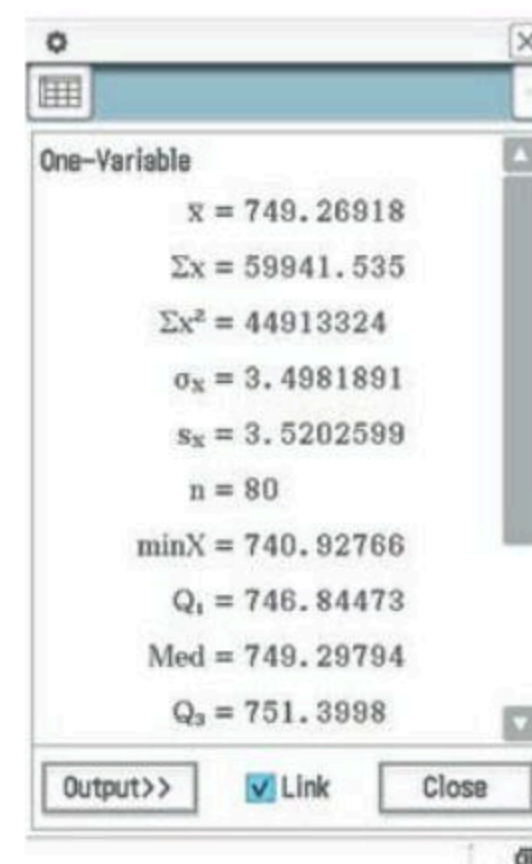 One-Variable
x̄ = 749.26918
Σx = 59941.535
Σx² = 44913324
σx = 3.4981891
sx = 3.5202599
n = 80
minX = 740.92766
Q₁ = 746.84473
Med = 749.29794
Q₃ = 751.3998
Output>> Link Close